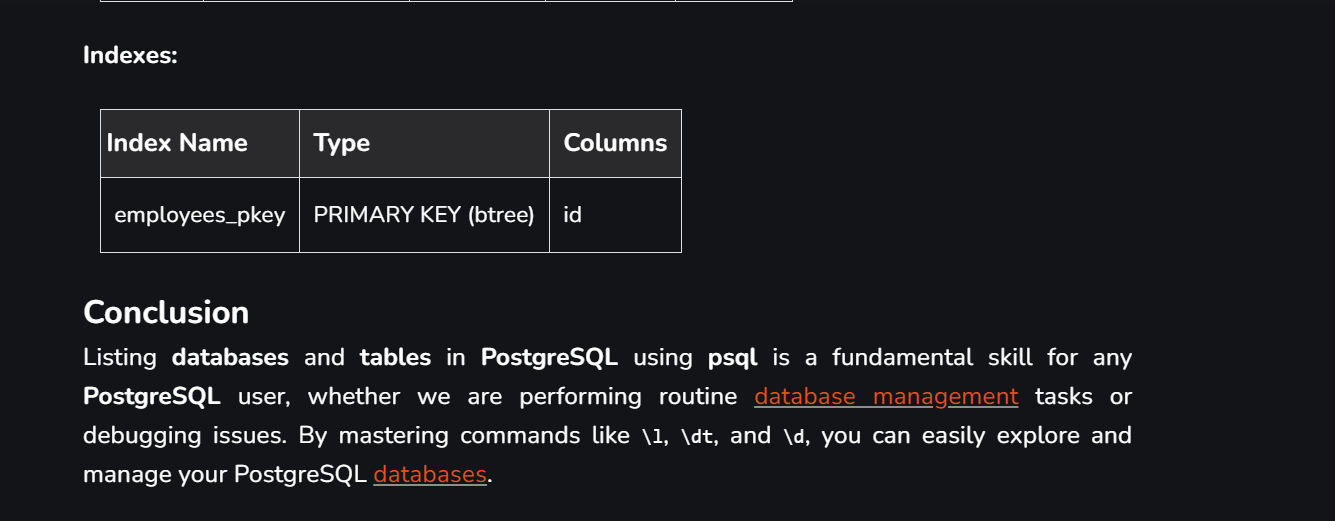 Indexes:
Index Name Type Columns
employees_pkey PRIMARY KEY (btree) id
Conclusion
Listing databases and tables in PostgreSQL using psql is a fundamental skill for any
PostgreSQL user, whether we are performing routine database management tasks or
debugging issues. By mastering commands like \l, \dt, and \d, you can easily explore and
manage your PostgreSQL databases.